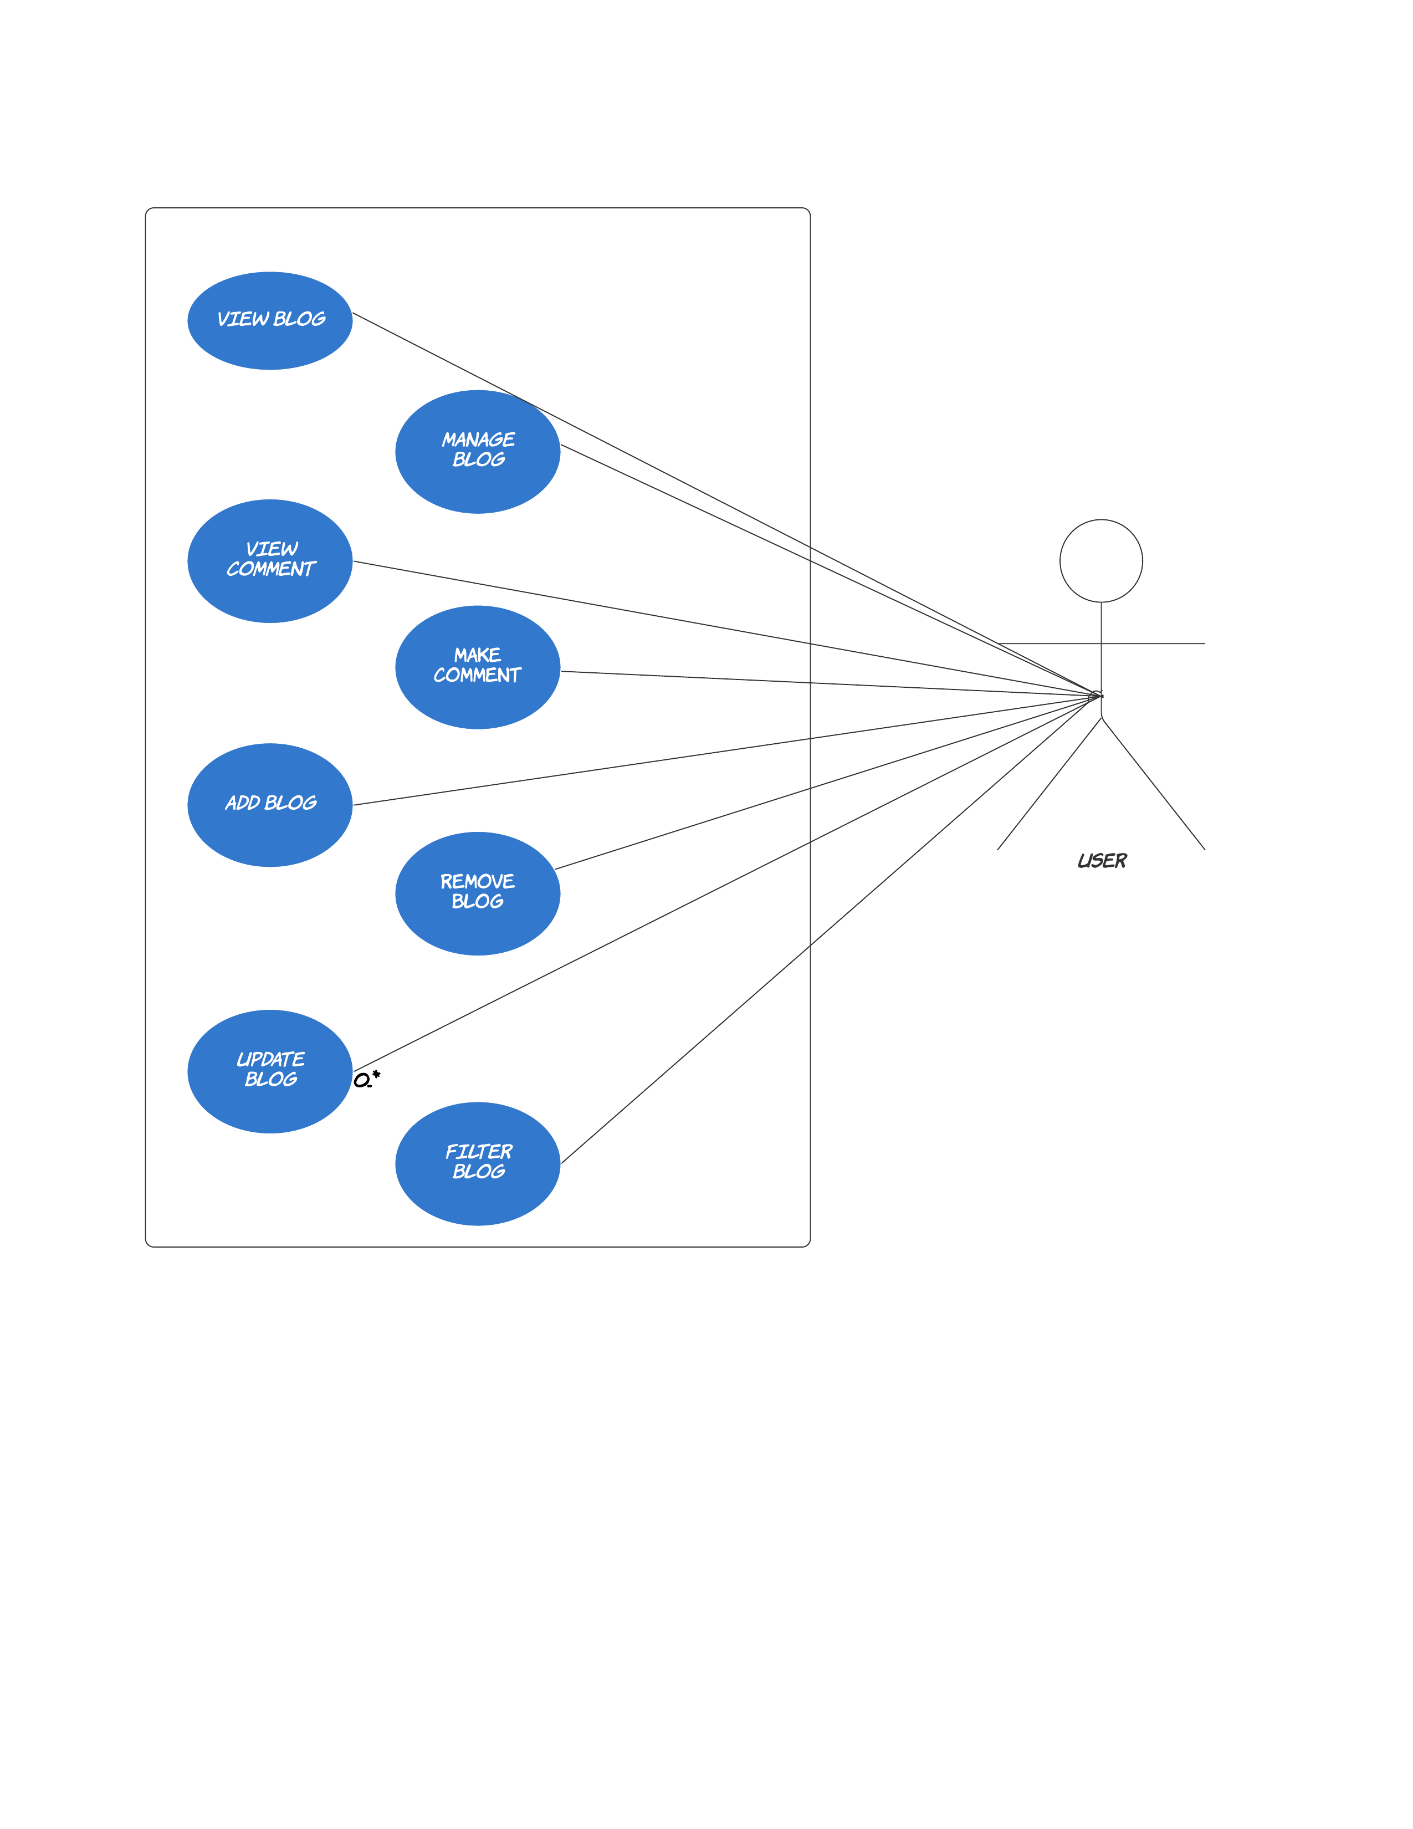 VIEW BLOG
MANAGE
BLOG
VIEW
COMMENT
MAKE
COMMENT
ADD BLOG
REMOVE
BLOG
USER
UPDATE
BLOG
0..*
FILTER
BLOG